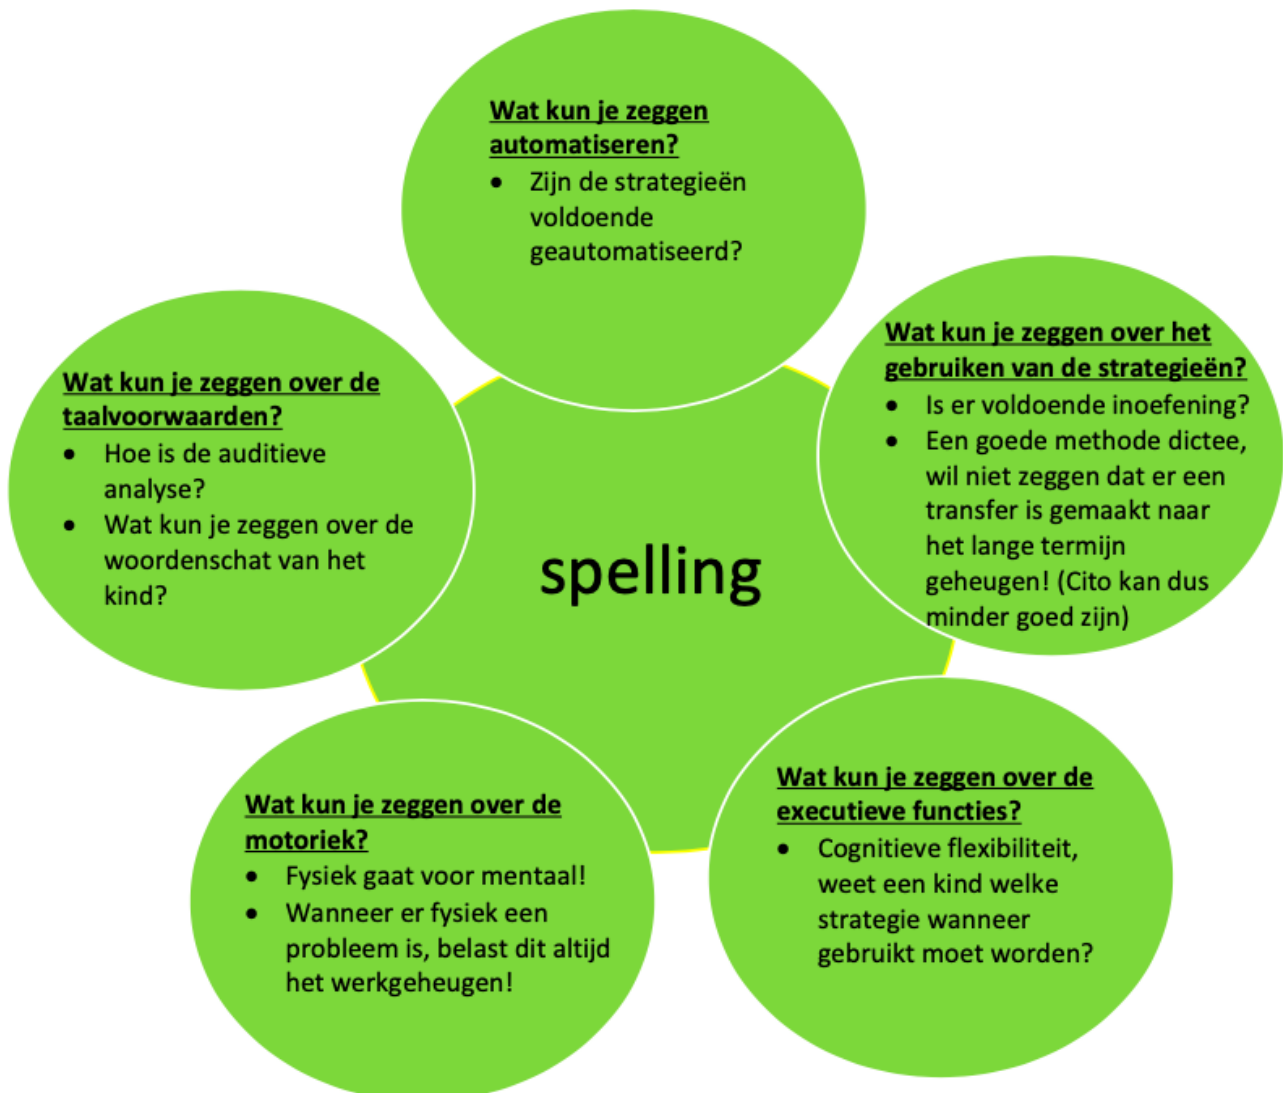 Wat kun je zeggen
automatiseren?
• Zijn de strategieën
voldoende
geautomatiseerd?
Wat kun je zeggen over het
gebruiken van de strategieën?
• Is er voldoende inoefening?
• Een goede methode dictee,
wil niet zeggen dat er een
transfer is gemaakt naar
het lange termijn
geheugen! (Cito kan dus
minder goed zijn)
Wat kun je zeggen over de
taalvoorwaarden?
• Hoe is de auditieve
analyse?
• Wat kun je zeggen over de
woordenschat van het
kind?
spelling
Wat kun je zeggen over de
executieve functies?
• Cognitieve flexibiliteit,
weet een kind welke
strategie wanneer
gebruikt moet worden?
Wat kun je zeggen over de
motoriek?
• Fysiek gaat voor mentaal!
• Wanneer er fysiek een
probleem is, belast dit altijd
het werkgeheugen!